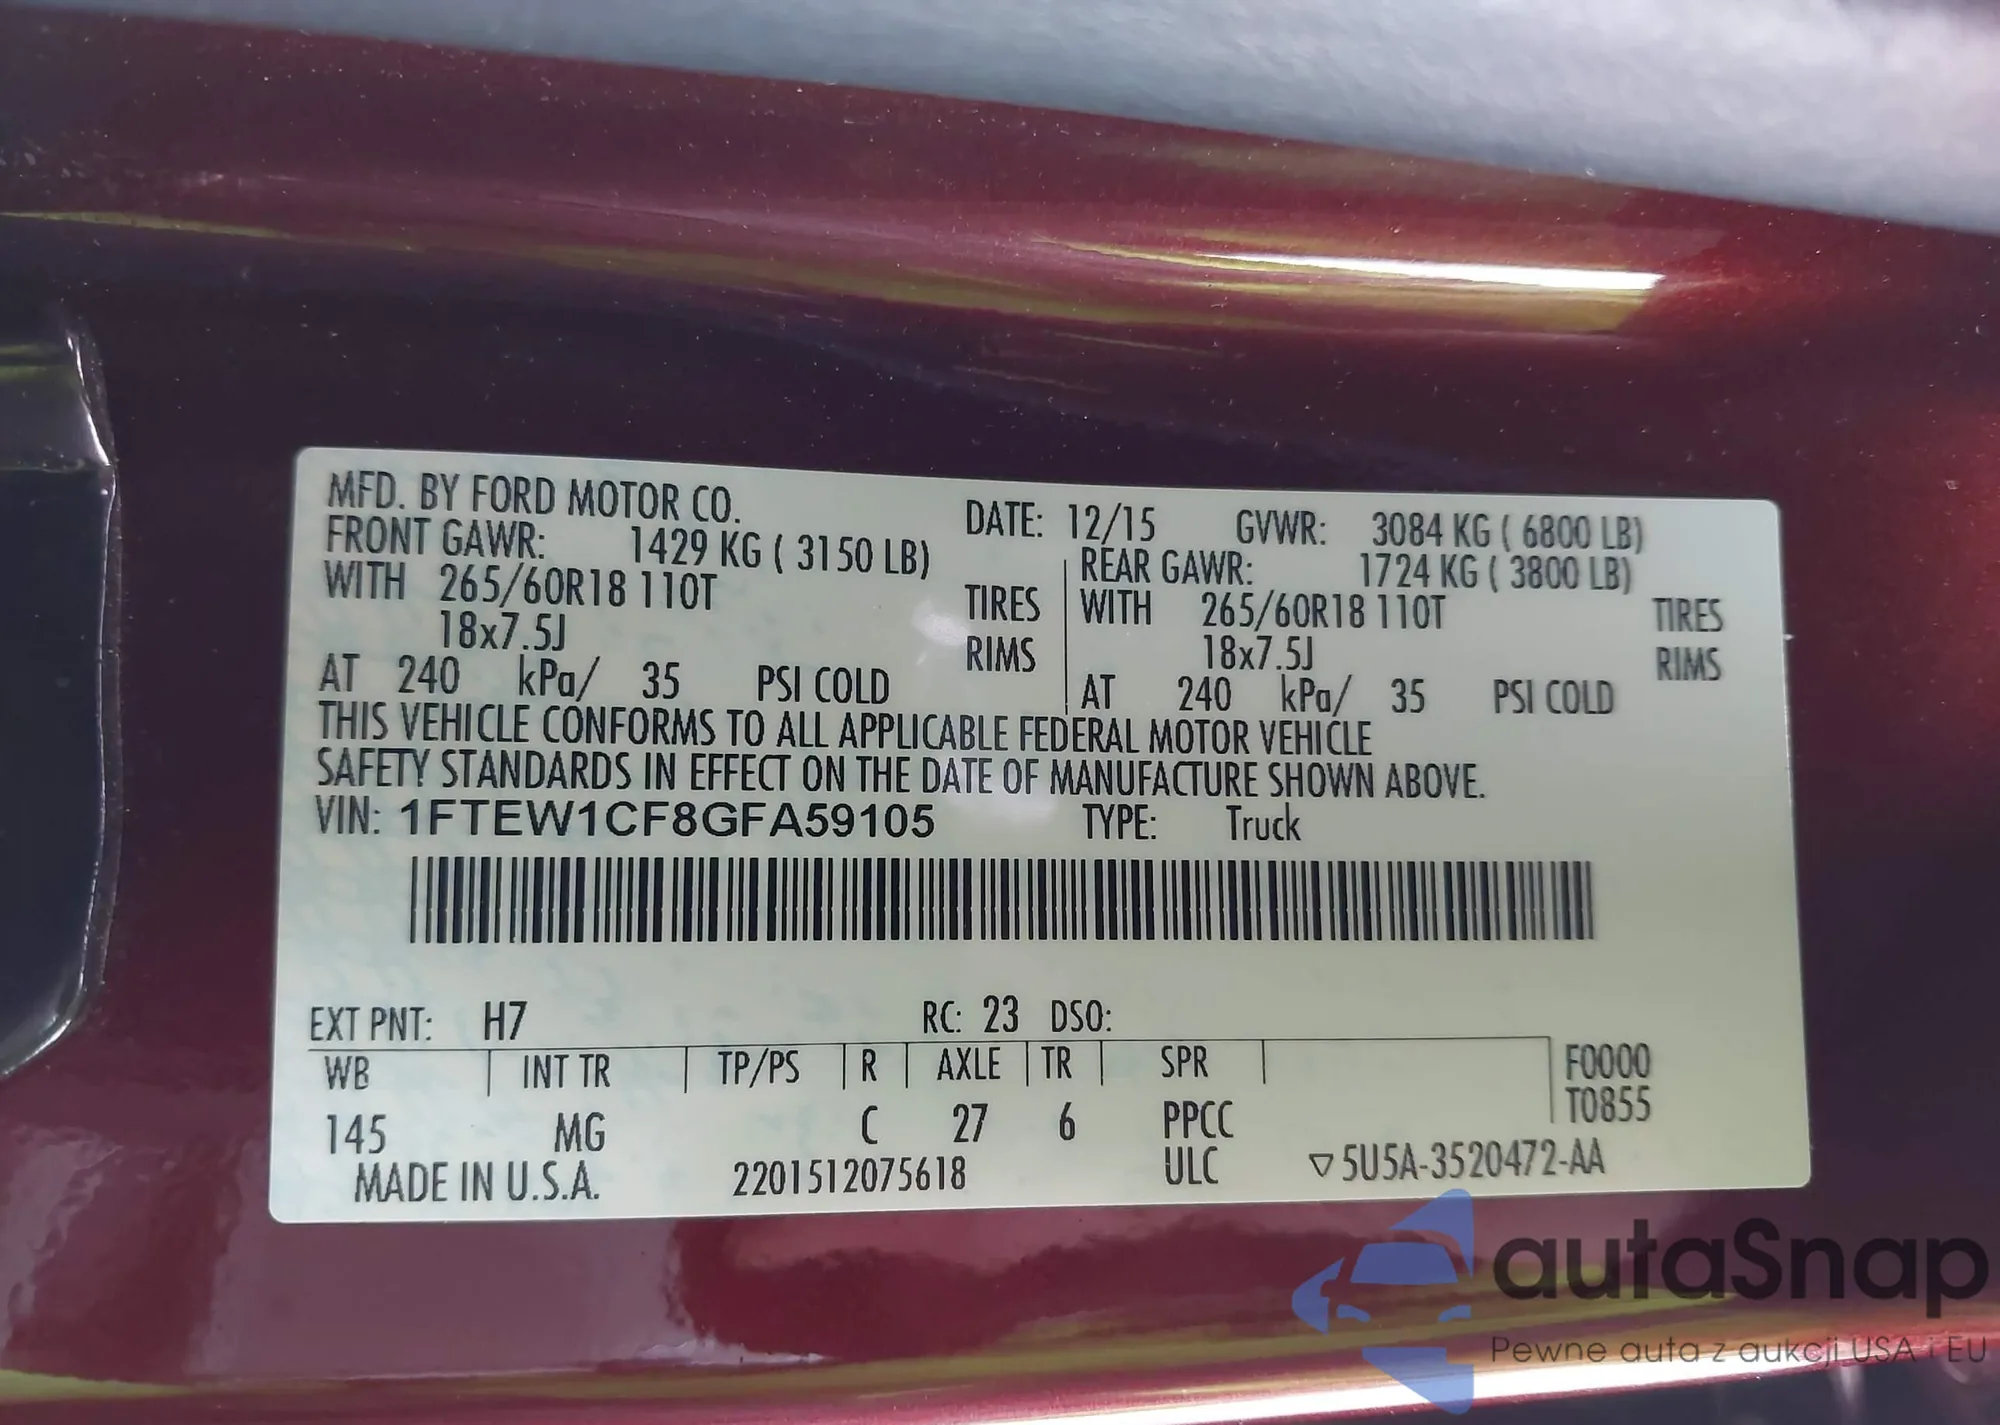 MFD. BY FORD MOTOR CO. DATE: 12/15 GVWR: 3084 KG ( 6800 LB)
FRONT GAWR: 1429 KG ( 3150 LB) REAR GAWR: 1724 KG ( 3800 LB)
WITH 265/60R18 110T TIRES WITH 265/60R18 110T TIRES
18x7.5J RIMS 18x7.5J RIMS
AT 240 kPa/ 35 PSI COLD AT 240 kPa/ 35 PSI COLD
THIS VEHICLE CONFORMS TO ALL APPLICABLE FEDERAL MOTOR VEHICLE
SAFETY STANDARDS IN EFFECT ON THE DATE OF MANUFACTURE SHOWN ABOVE.
VIN: 1FTEW1CF8GFA59105 TYPE: Truck
EXT PNT: H7 RC: 23 DSO:
WB INT TR TP/PS R AXLE TR SPR F0000
T0855
145 MG C 27 6 PPCC
MADE IN U.S.A. 2201512075618 ULC ▽5U5A-3520472-AA
autaSnap
Pewne auta z aukcji USA i EU